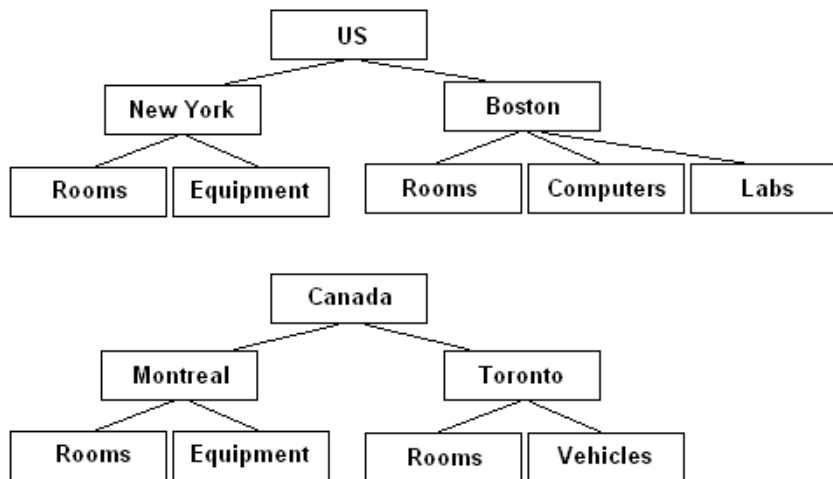 US
New York
Boston
Rooms
Equipment
Rooms
Computers
Labs
Canada
Montreal
Toronto
Rooms
Equipment
Rooms
Vehicles